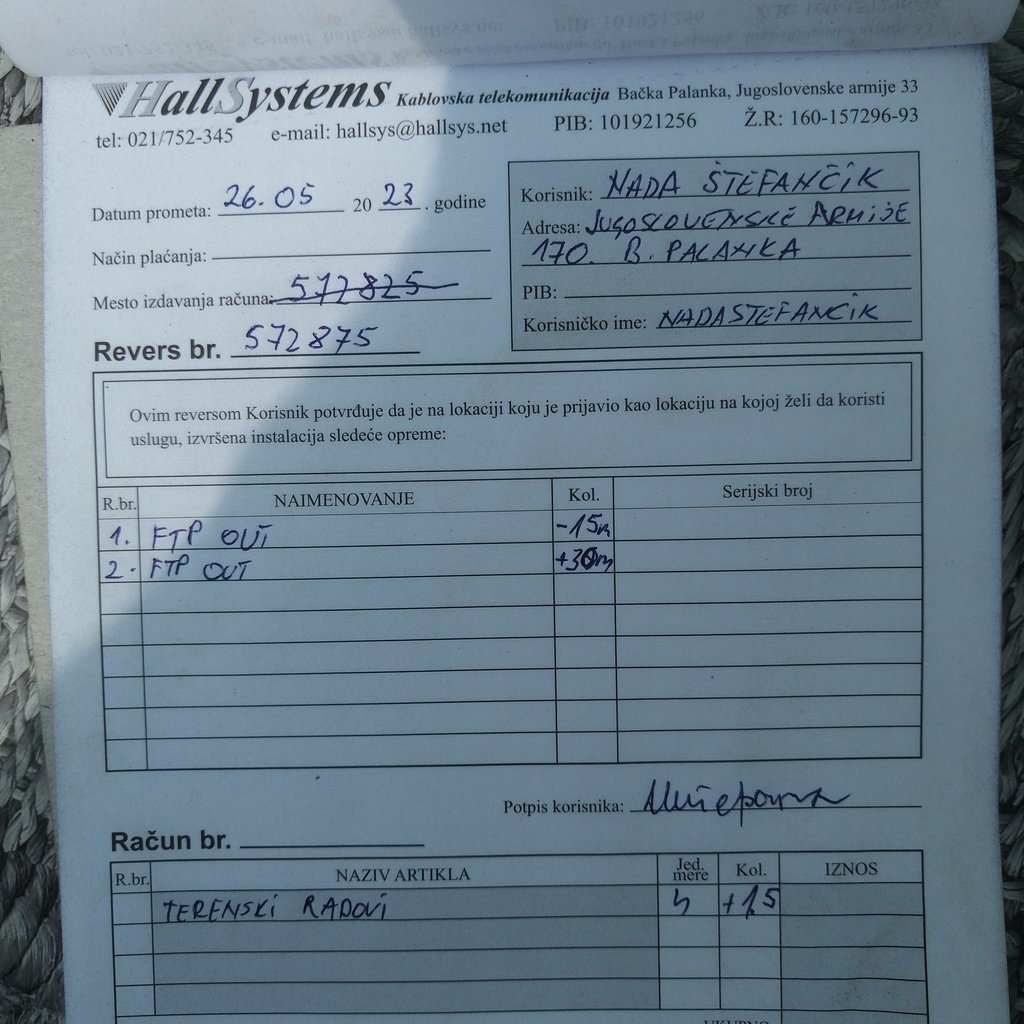 HallSystems Kablovska telekomunikacija Bačka Palanka, Jugoslovenske armije 33
tel: 021/752-345 e-mail: hallsys@hallsys.net PIB: 101921256 Ž.R: 160-157296-93
Datum prometa: 26.05 2023. godine
Način plaćanja:
Mesto izdavanja računa: 572825
Revers br. 572875
Korisnik: NADA ŠTEFANČIK
Adresa: JUGOSLOVENSKE ARMIJE
170. B. PALANKA
PIB:
Korisničko ime: NADASTEFANCIK
Ovim reversom Korisnik potvrđuje da je na lokaciji koju je prijavio kao lokaciju na kojoj želi da koristi
uslugu, izvršena instalacija sledeće opreme:
R.br. NAIMENOVANJE Kol. Serijski broj
1. FTP OUT -15m
2. FTP OUT +30m
Potpis korisnika:
Račun br.
R.br. NAZIV ARTIKLA Jed. mere Kol. IZNOS
TERENSKI RADOVI h +1,5
UKUPNO